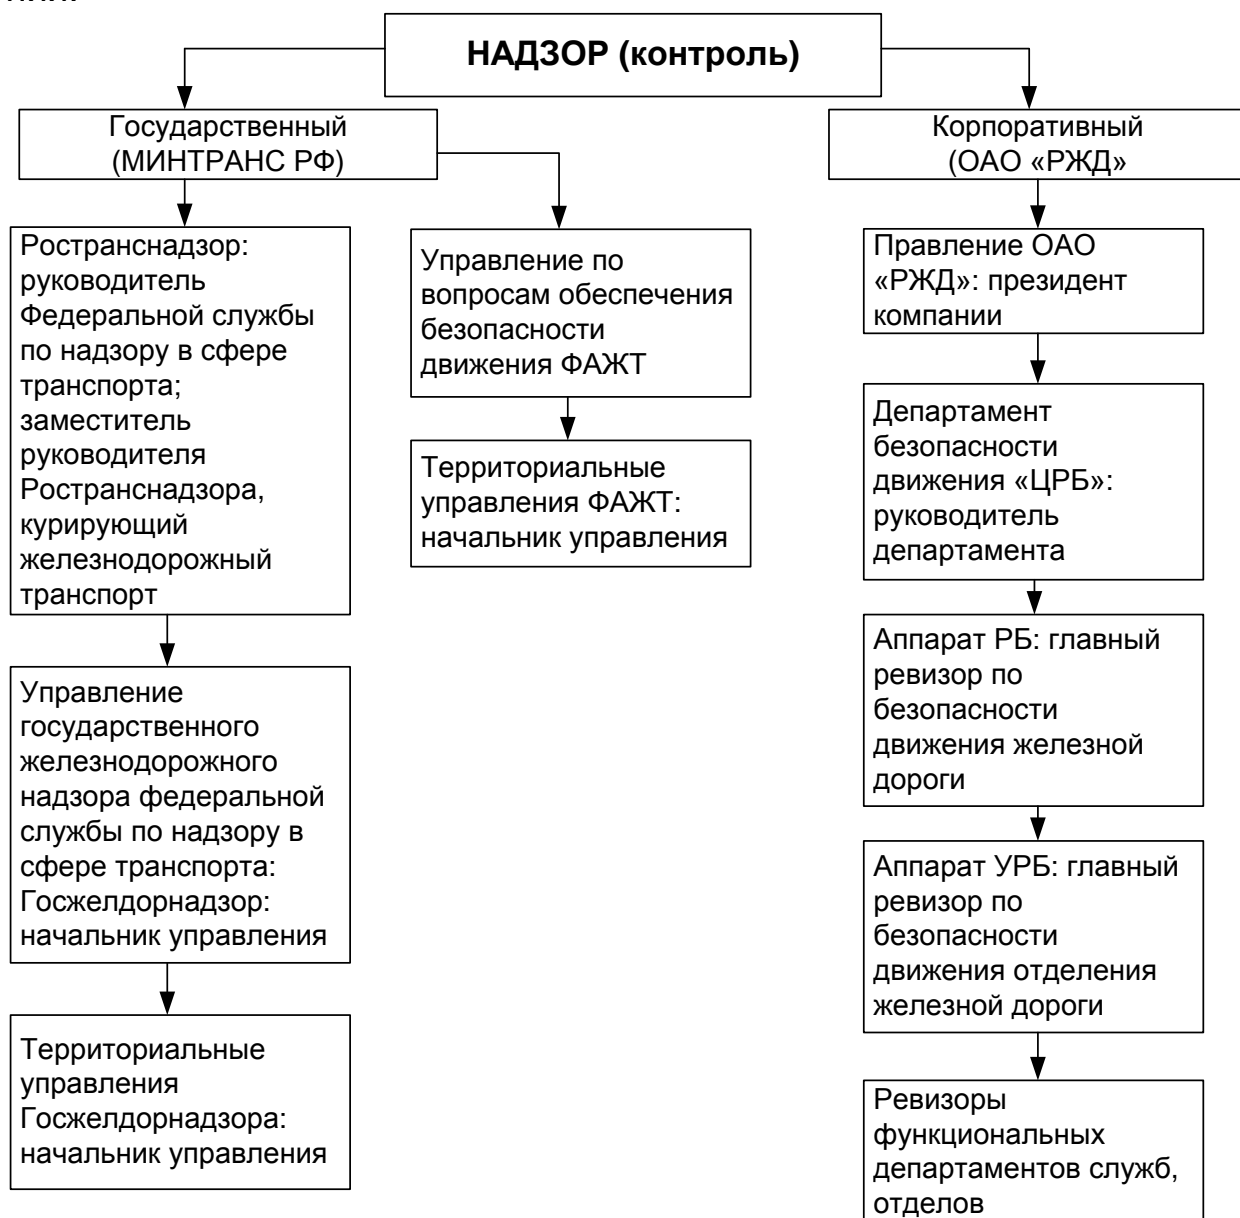 НАДЗОР (контроль)
Государственный
(МИНТРАНС РФ)
Ространснадзор:
руководитель
Федеральной службы
по надзору в сфере
транспорта;
заместитель
руководителя
Ространснадзора,
курирующий
железнодорожный
транспорт
Управление
государственного
железнодорожного
надзора федеральной
службы по надзору в
сфере транспорта:
Госжелдорнадзор:
начальник управления
Территориальные
управления
Госжелдорнадзора:
начальник управления
Управление по
вопросам обеспечения
безопасности
движения ФАЖТ
Территориальные
управления ФАЖТ:
начальник управления
Корпоративный
(ОАО «РЖД»
Правление ОАО
«РЖД»: президент
компании
Департамент
безопасности
движения «ЦРБ»:
руководитель
департамента
Аппарат РБ: главный
ревизор по
безопасности
движения железной
дороги
Аппарат УРБ: главный
ревизор по
безопасности
движения отделения
железной дороги
Ревизоры
функциональных
департаментов служб,
отделов